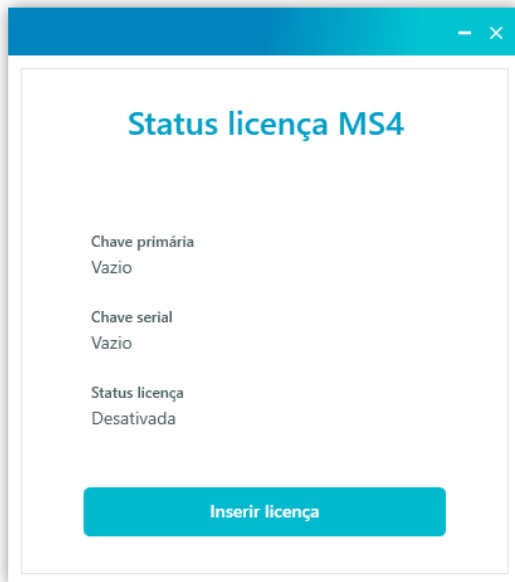 Status licença MS4
Chave primária
Vazio
Chave serial
Vazio
Status licença
Desativada
Inserir licença